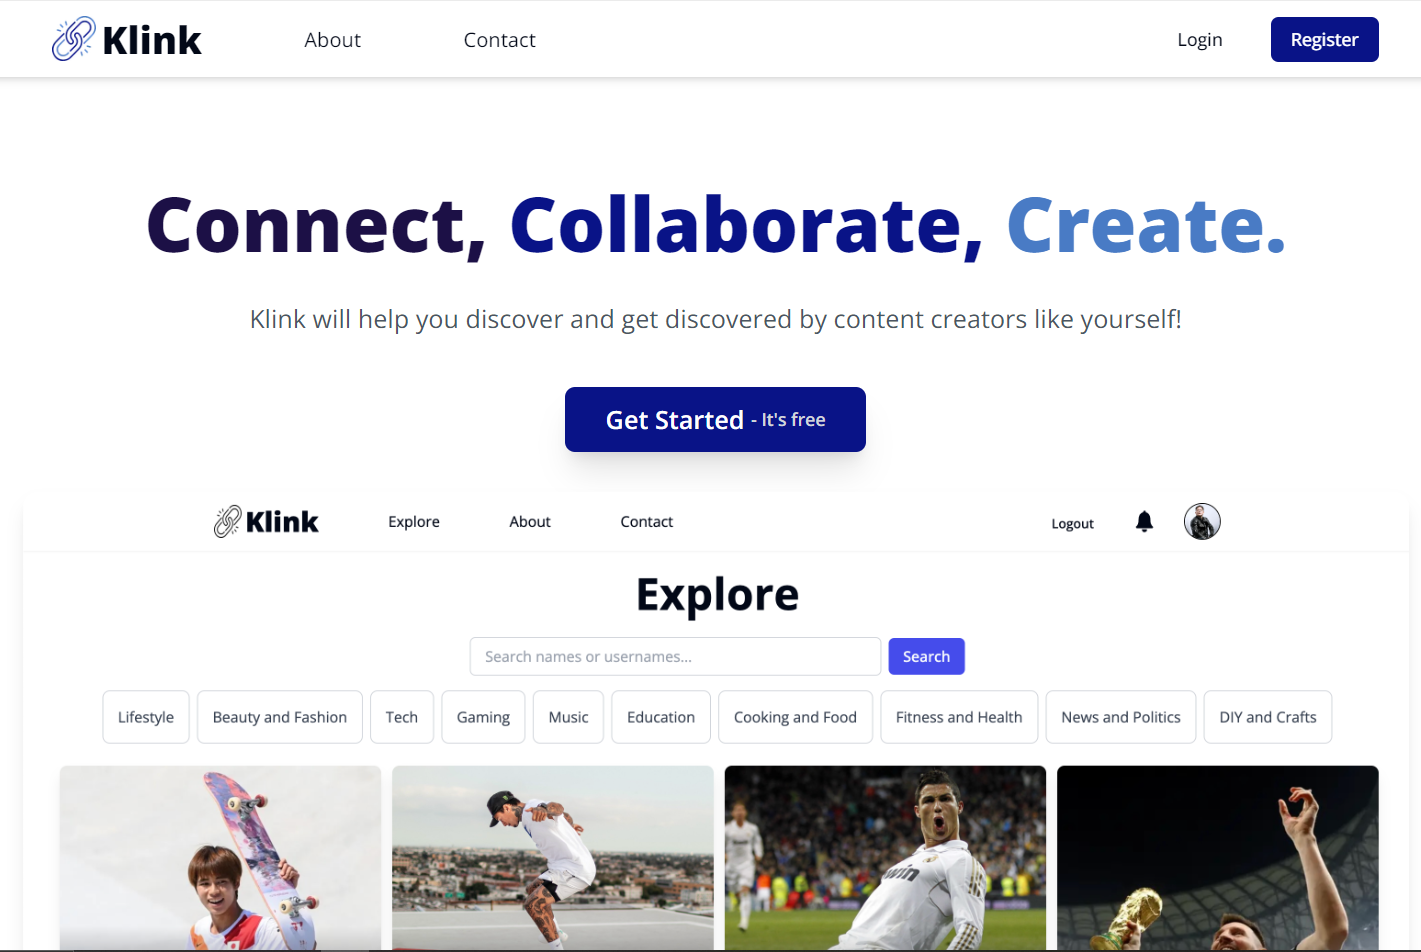 Klink About Contact Login Register
Connect, Collaborate, Create.
Klink will help you discover and get discovered by content creators like yourself!
Get Started - It's free
Klink Explore About Contact Logout
Explore
Search names or usernames... Search
Lifestyle Beauty and Fashion Tech Gaming Music Education Cooking and Food Fitness and Health News and Politics DIY and Crafts
bwin